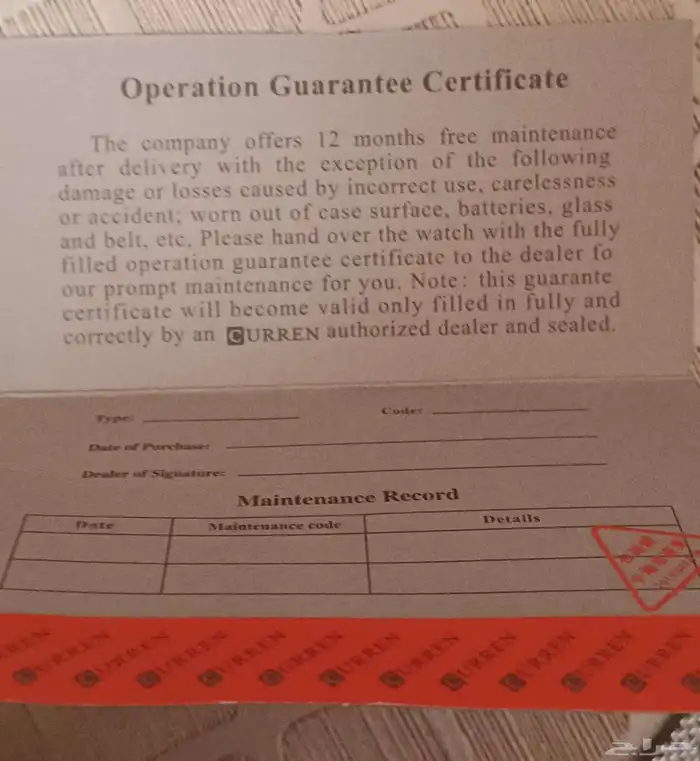 Operation Guarantee Certificate
The company offers 12 months free maintenance
after delivery with the exception of the following
damage or losses caused by incorrect use, carelessness
or accident; worn out of case surface, batteries, glass
and belt, etc. Please hand over the watch with the fully
filled operation guarantee certificate to the dealer fo
our prompt maintenance for you. Note: this guarante
certificate will become valid only filled in fully and
correctly by an CURREN authorized dealer and sealed.
Type: Code:
Date of Purchase:
Dealer of Signature:
Maintenance Record
Date Maintenance code Details
CURREN CURREN CURREN CURREN CURREN CURREN CURREN CURREN CURREN CURREN CURREN
حراج